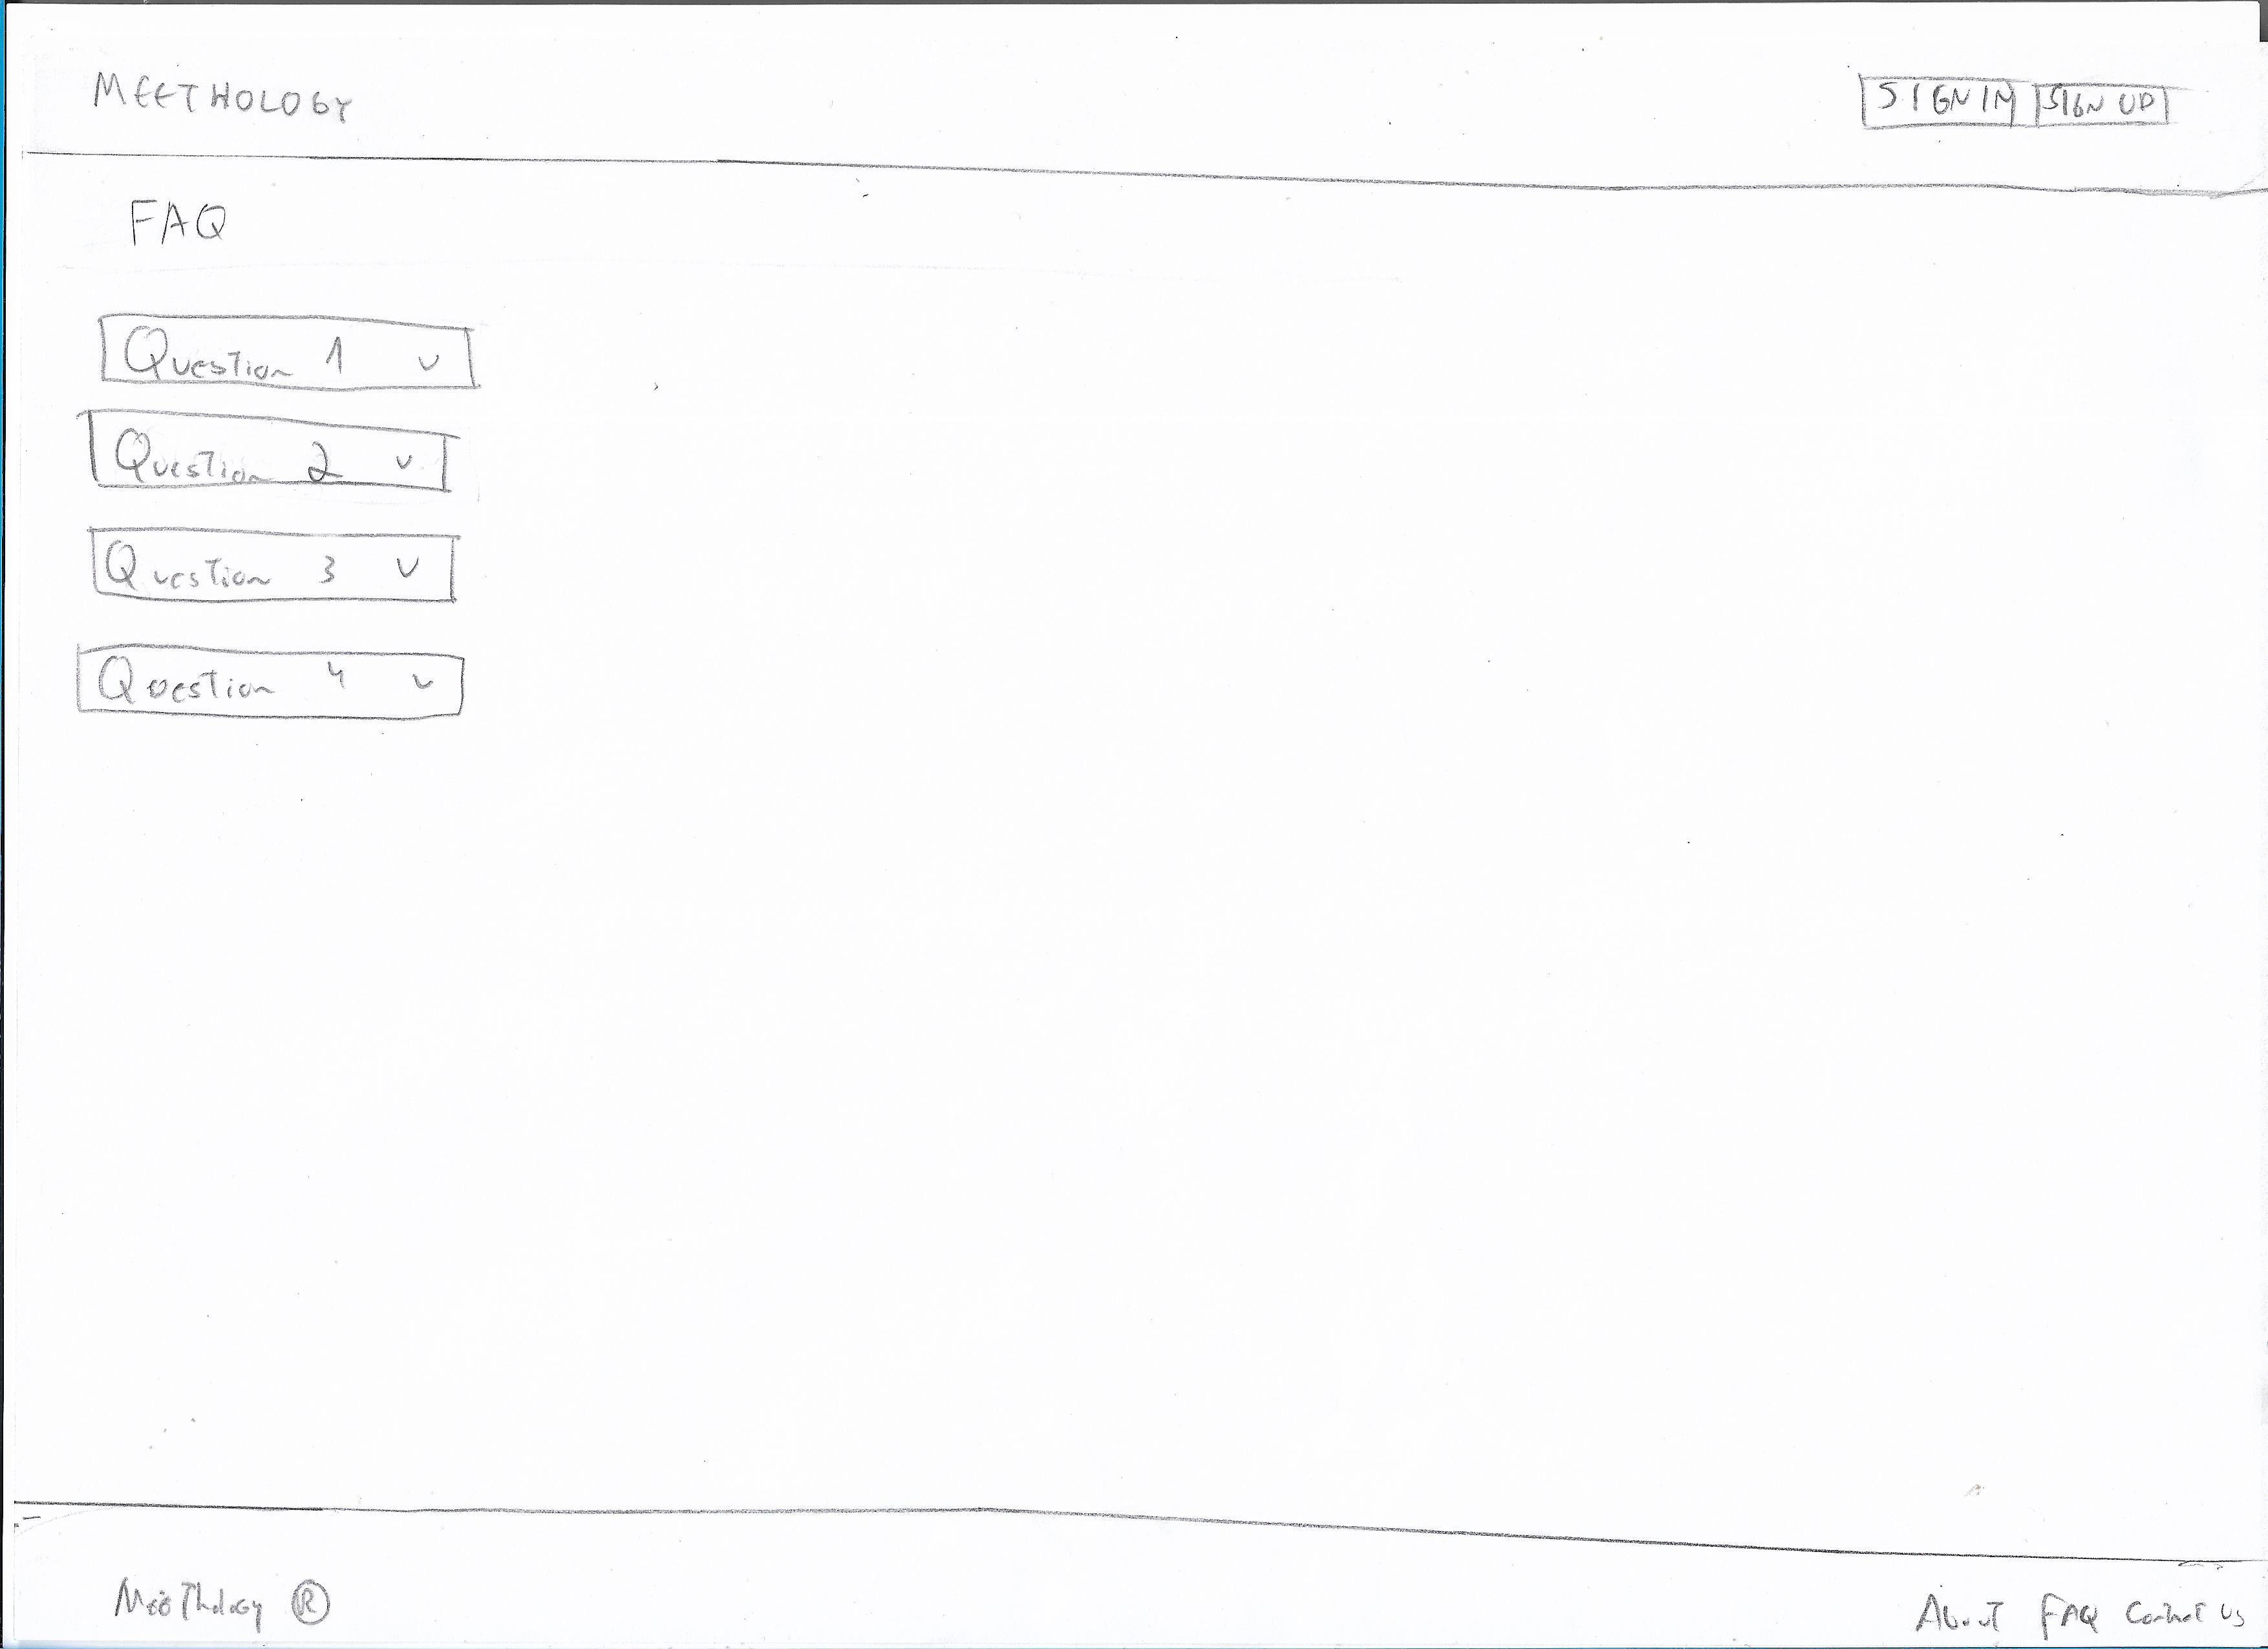 MEETHOLOGY
SIGN IN SIGN UP
FAQ
Question 1 v
Question 2 v
Question 3 v
Question 4 v
Meethology ®
About FAQ Contact Us